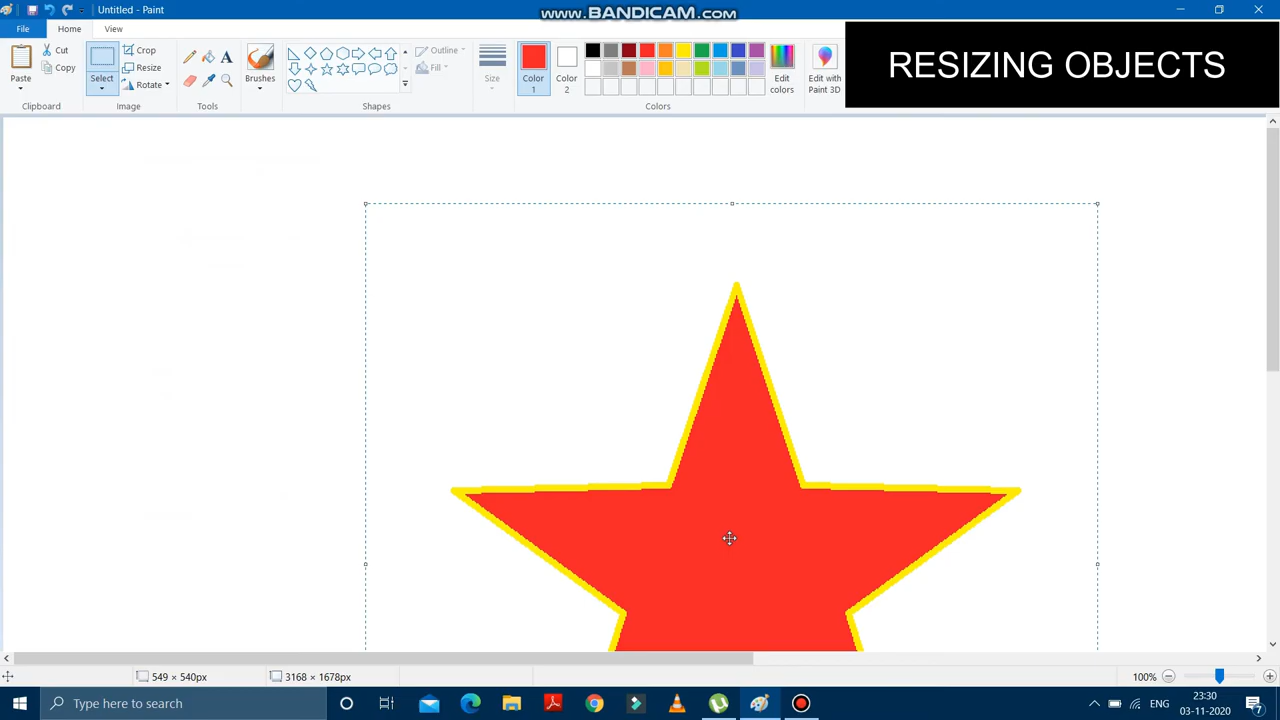 Untitled - Paint
www.BANDICAM.com
File
Home
View
RESIZING OBJECTS
Paste
Cut
Copy
Clipboard
Select
Crop
Resize
Rotate
Image
Tools
Brushes
Shapes
Outline
Fill
Size
Color 1
Color 2
Colors
Edit colors
Edit with Paint 3D
549 × 540px
3168 × 1678px
100%
Type here to search
ENG
23:30
03-11-2020
7